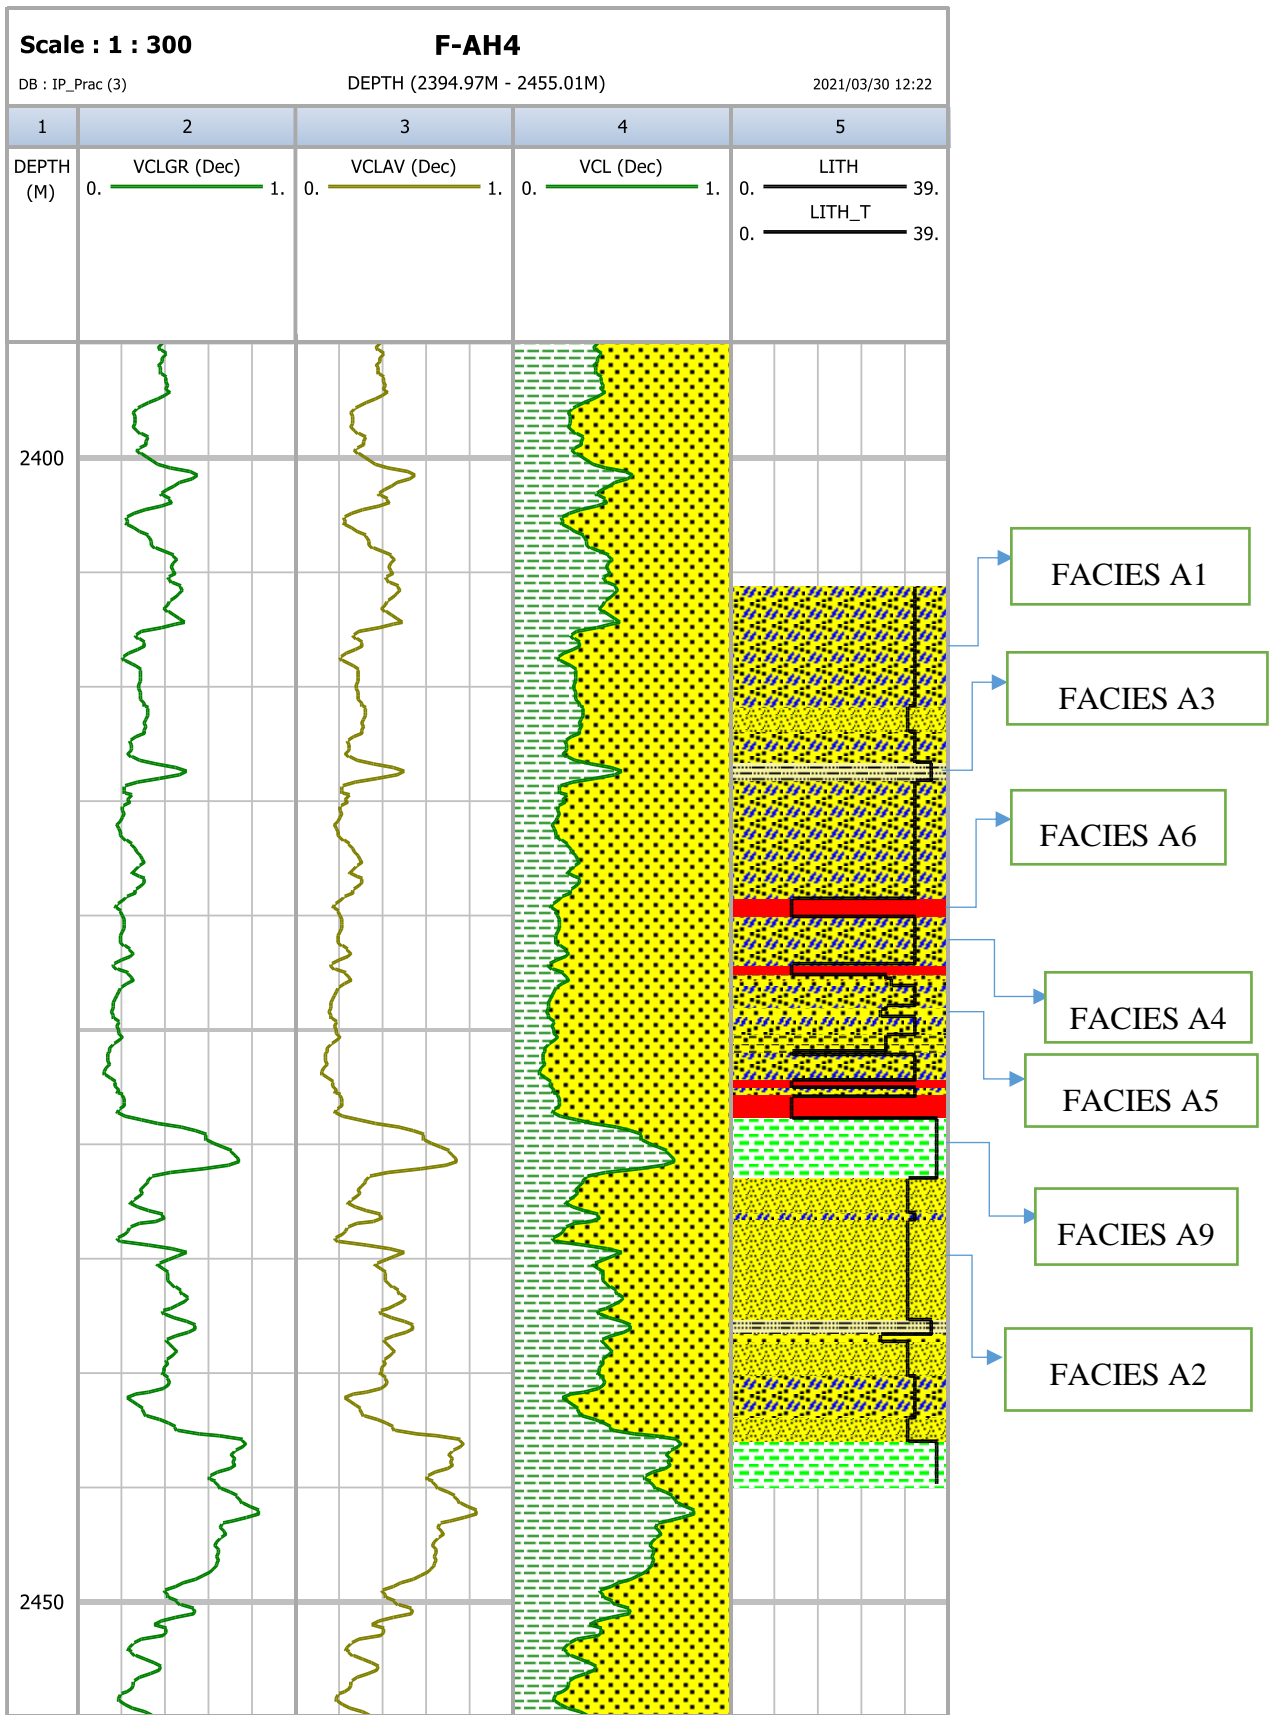 Scale : 1 : 300 F-AH4
DB : IP_Prac (3) DEPTH (2394.97M - 2455.01M) 2021/03/30 12:22
1 2 3 4 5
DEPTH (M)
VCLGR (Dec)
0. 1.
VCLAV (Dec)
0. 1.
VCL (Dec)
0. 1.
LITH
0. 39.
LITH_T
0. 39.
2400
2450
FACIES A1
FACIES A3
FACIES A6
FACIES A4
FACIES A5
FACIES A9
FACIES A2